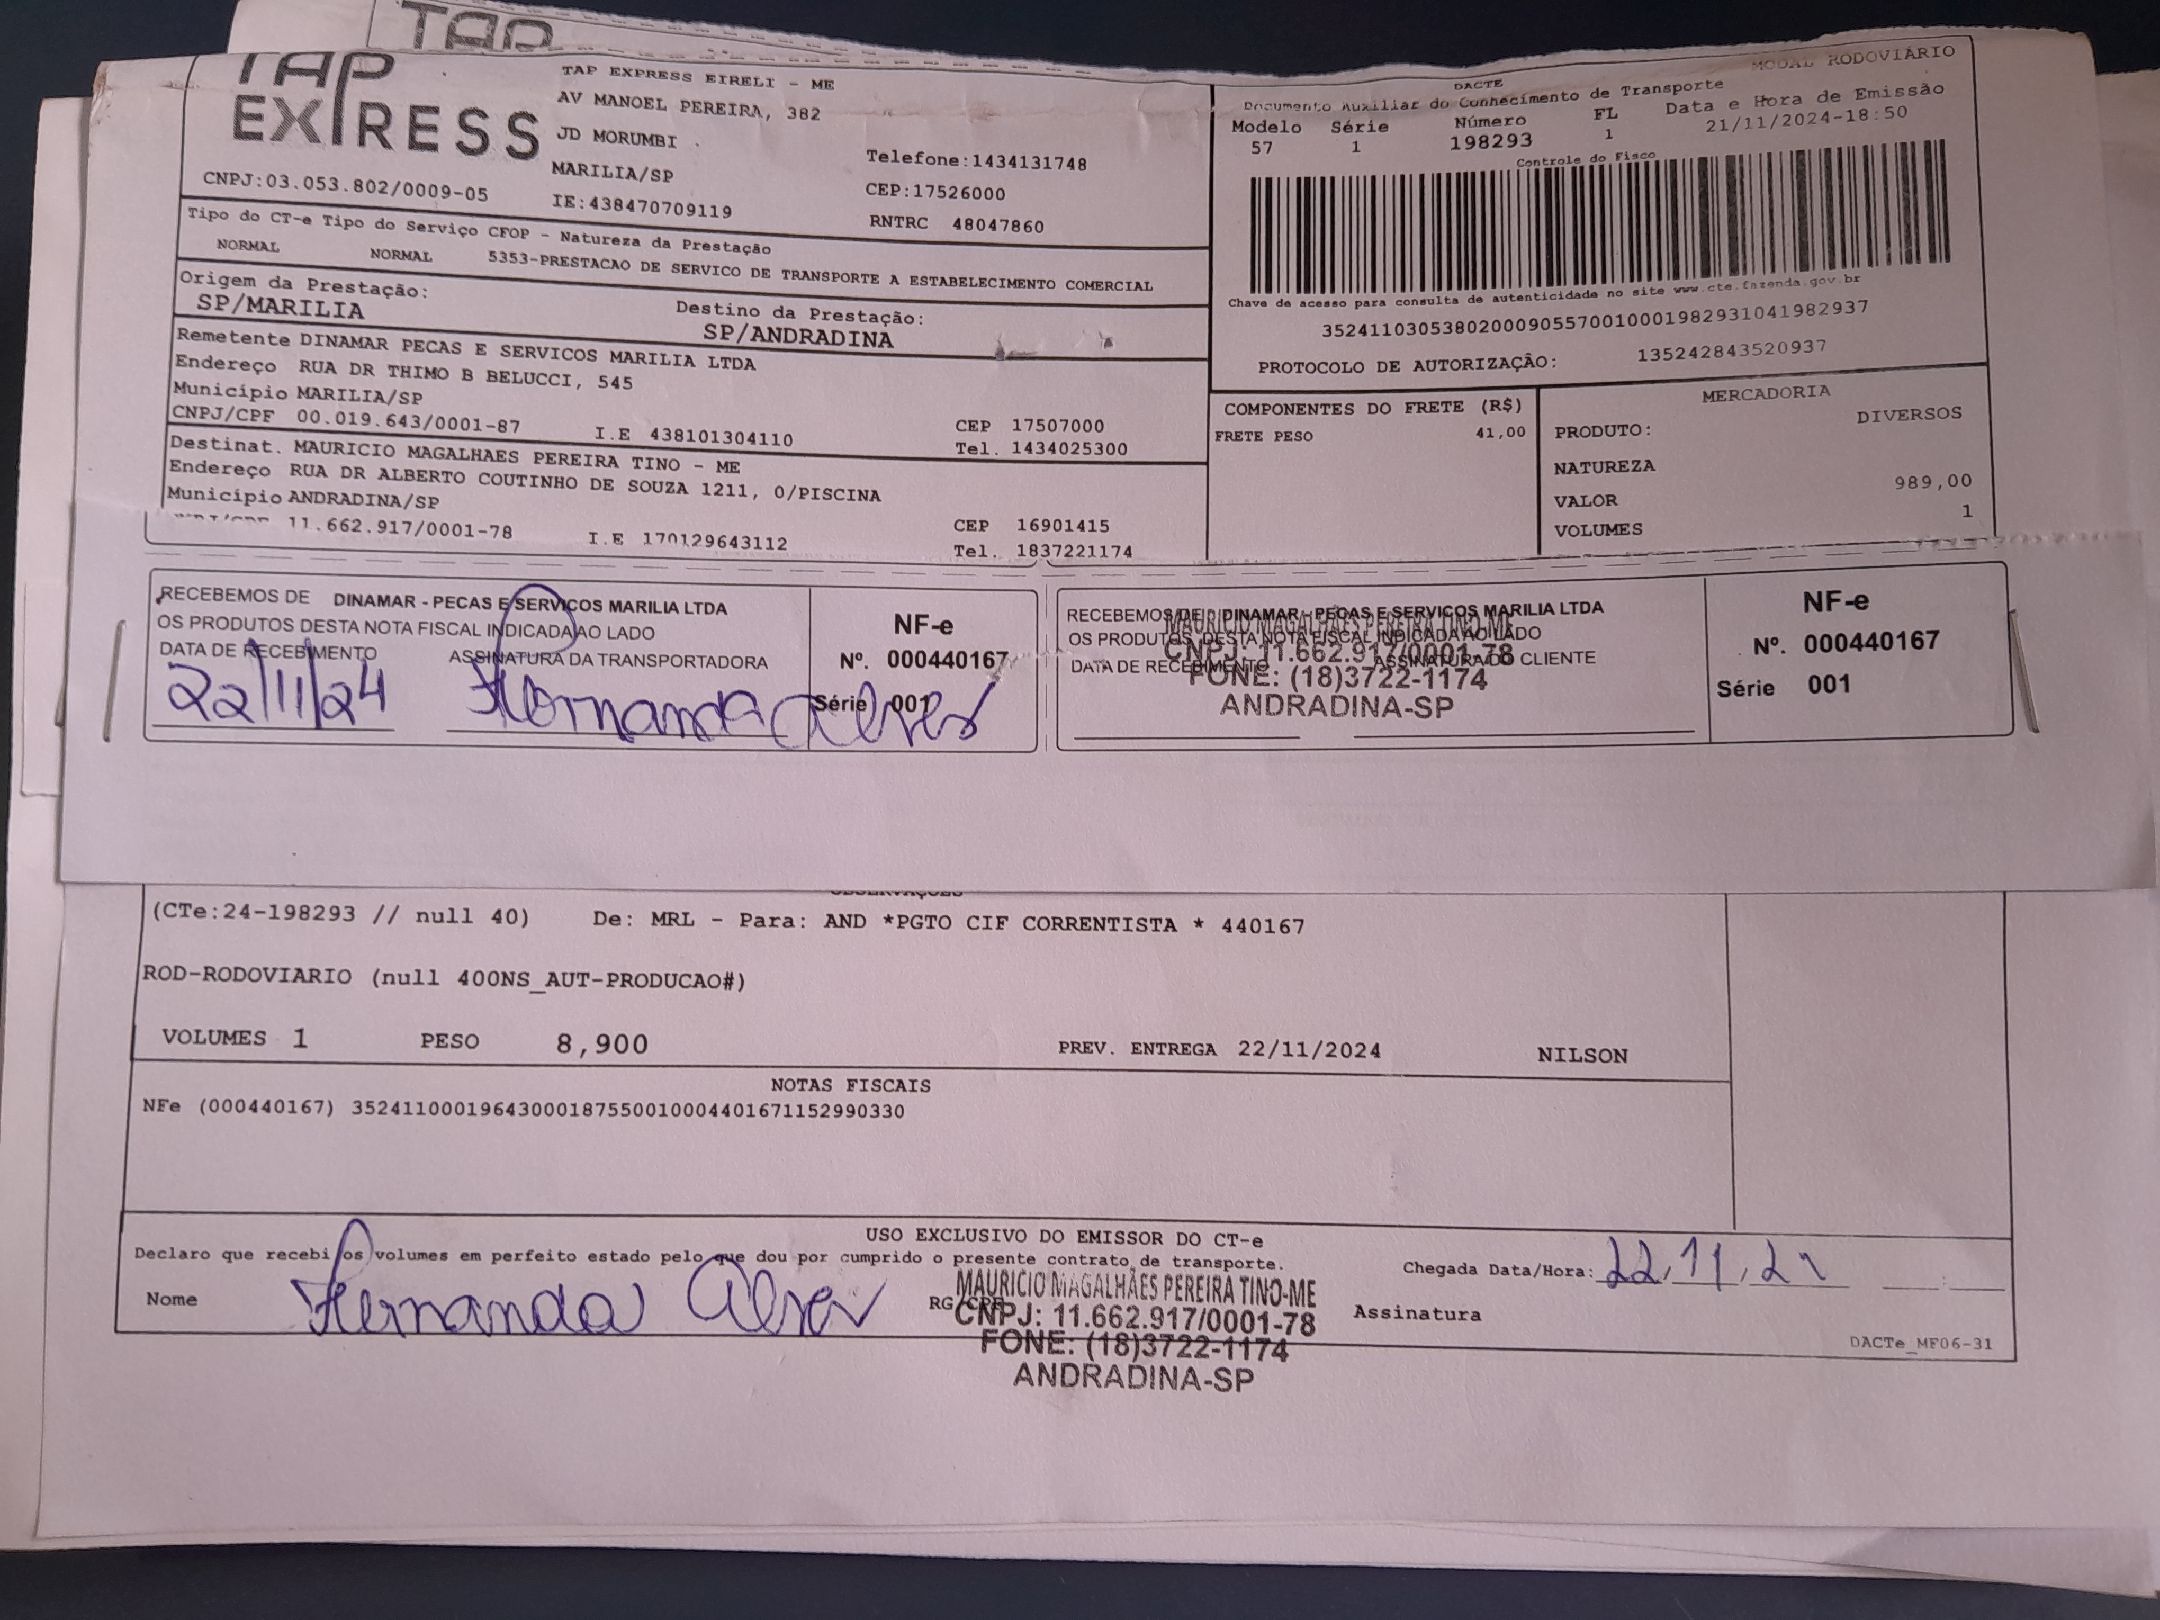 TAP
TAP
EXPRESS
TAP EXPRESS EIRELI - ME
AV MANOEL PEREIRA, 382
JD MORUMBI
MARILIA/SP
IE:438470709119
Telefone:1434131748
CEP:17526000
RNTRC 48047860
CNPJ:03.053.802/0009-05
Tipo do CT-e Tipo do Serviço CFOP - Natureza da Prestação
NORMAL NORMAL 5353-PRESTACAO DE SERVICO DE TRANSPORTE A ESTABELECIMENTO COMERCIAL
Origem da Prestação:
SP/MARILIA
Destino da Prestação:
SP/ANDRADINA
Remetente DINAMAR PECAS E SERVICOS MARILIA LTDA
Endereço RUA DR THIMO B BELUCCI, 545
Município MARILIA/SP
CNPJ/CPF 00.019.643/0001-87 I.E 438101304110
CEP 17507000
Tel. 1434025300
Destinat. MAURICIO MAGALHAES PEREIRA TINO - ME
Endereço RUA DR ALBERTO COUTINHO DE SOUZA 1211, 0/PISCINA
Município ANDRADINA/SP
11.662.917/0001-78 I.E 170129643112
CEP 16901415
Tel. 1837221174
MODAL RODOVIÁRIO
DACTE
Documento Auxiliar do Conhecimento de Transporte
Modelo Série Número FL Data e Hora de Emissão
57 1 198293 1 21/11/2024-18:50
Controle do Fisco
Chave de acesso para consulta de autenticidade no site www.cte.fazenda.gov.br
35241103053802000905570010001982931041982937
PROTOCOLO DE AUTORIZAÇÃO: 135242843520937
COMPONENTES DO FRETE (R$)
FRETE PESO 41,00
MERCADORIA
PRODUTO: DIVERSOS
NATUREZA
VALOR 989,00
VOLUMES 1
RECEBEMOS DE DINAMAR - PECAS E SERVICOS MARILIA LTDA
OS PRODUTOS DESTA NOTA FISCAL INDICADA AO LADO
DATA DE RECEBIMENTO ASSINATURA DA TRANSPORTADORA
22/11/24 Fernanda Alves
NF-e
Nº. 000440167
Série 001
RECEBEMOS DE DINAMAR - PEÇAS E SERVICOS MARILIA LTDA
OS PRODUTOS DESTA NOTA FISCAL INDICADA AO LADO
DATA DE RECEBIMENTO ASSINATURA DO CLIENTE
MAURICIO MAGALHÃES PEREIRA TINO-ME
CNPJ: 11.662.917/0001-78
FONE: (18)3722-1174
ANDRADINA-SP
NF-e
Nº. 000440167
Série 001
OBSERVAÇÕES
(CTe:24-198293 // null 40) De: MRL - Para: AND *PGTO CIF CORRENTISTA * 440167
ROD-RODOVIARIO (null 400NS_AUT-PRODUCAO#)
VOLUMES 1 PESO 8,900 PREV. ENTREGA 22/11/2024 NILSON
NOTAS FISCAIS
NFe (000440167) 35241100019643000187550010004401671152990330
USO EXCLUSIVO DO EMISSOR DO CT-e
Declaro que recebi os volumes em perfeito estado pelo que dou por cumprido o presente contrato de transporte.
Chegada Data/Hora: 22,11,24
Nome Fernanda Alves RG/CPF Assinatura
MAURICIO MAGALHÃES PEREIRA TINO-ME
CNPJ: 11.662.917/0001-78
FONE: (18)3722-1174
ANDRADINA-SP
DACTe_MF06-31